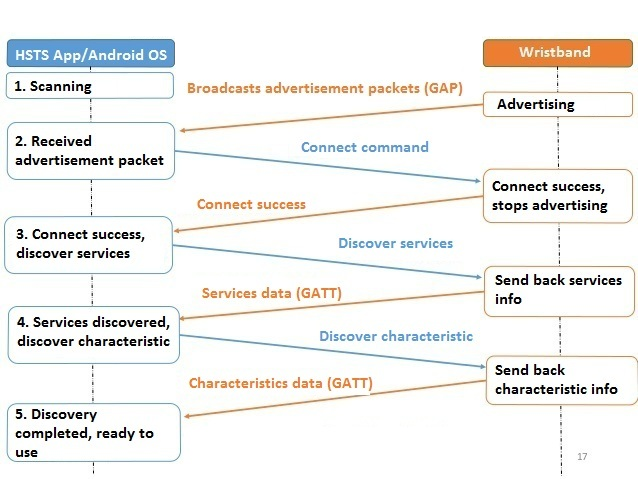 HSTS App/Android OS
Wristband
1. Scanning
Broadcasts advertisement packets (GAP)
Advertising
2. Received
advertisement packet
Connect command
Connect success,
stops advertising
Connect success
3. Connect success,
discover services
Discover services
Send back services
info
Services data (GATT)
4. Services discovered,
discover characteristic
Discover characteristic
Send back
characteristic info
Characteristics data (GATT)
5. Discovery
completed, ready to
use
17